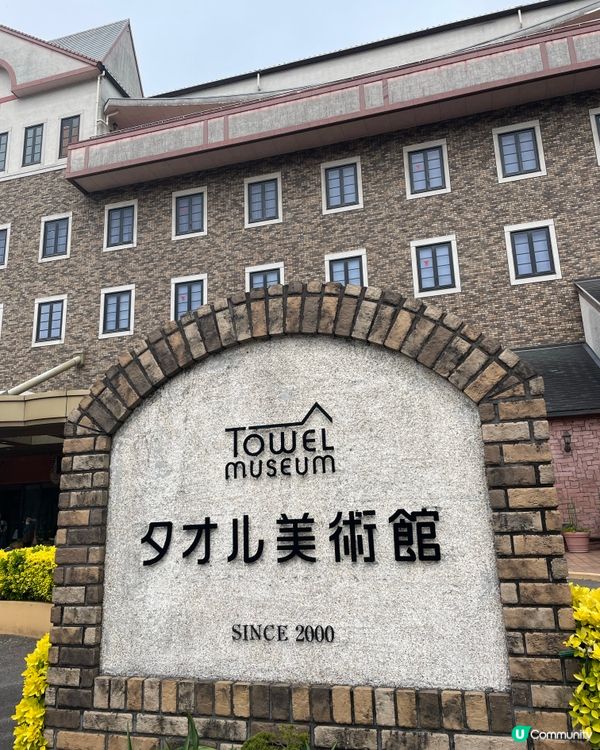 TOWEL
MUSEUM
タオル美術館
SINCE 2000
U Community